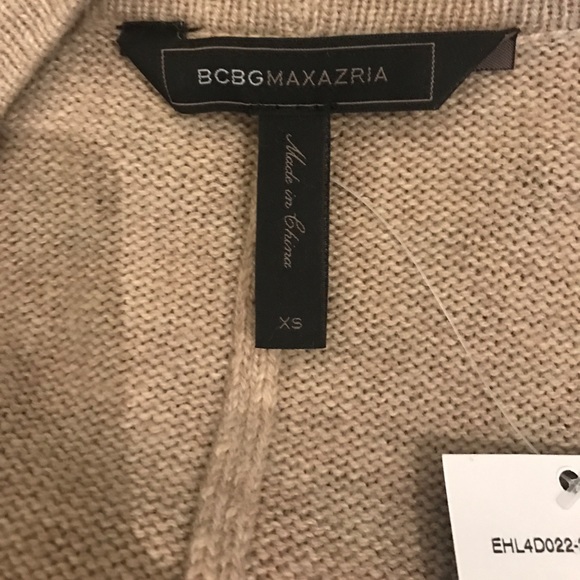 BCBGMAXAZRIA
Made in China
XS
EHL4D022-